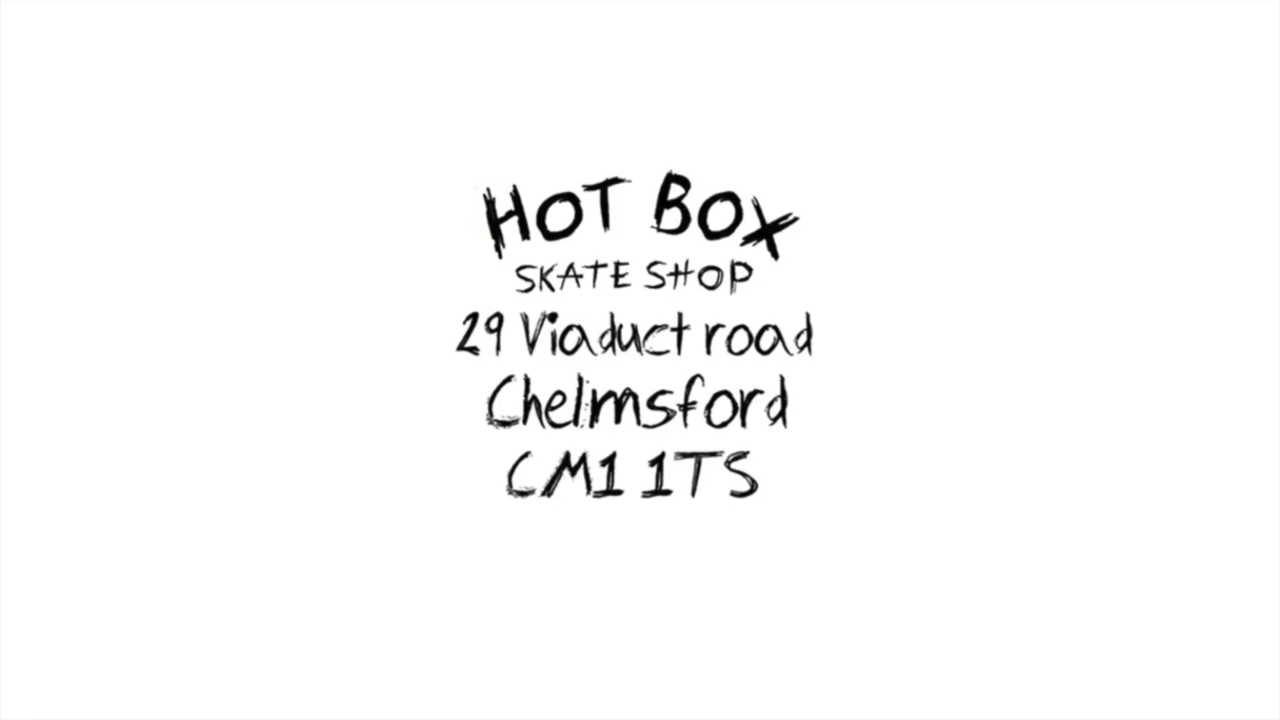 HOT BOX
SKATE SHOP
29 Viaduct road
Chelmsford
CM1 1TS